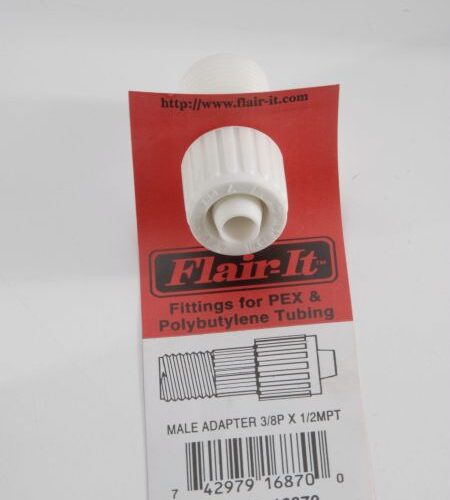 http://www.flair-it.com
Flair-It™
Fittings for PEX &
Polybutylene Tubing
MALE ADAPTER 3/8P X 1/2MPT
7 42979 16870 0